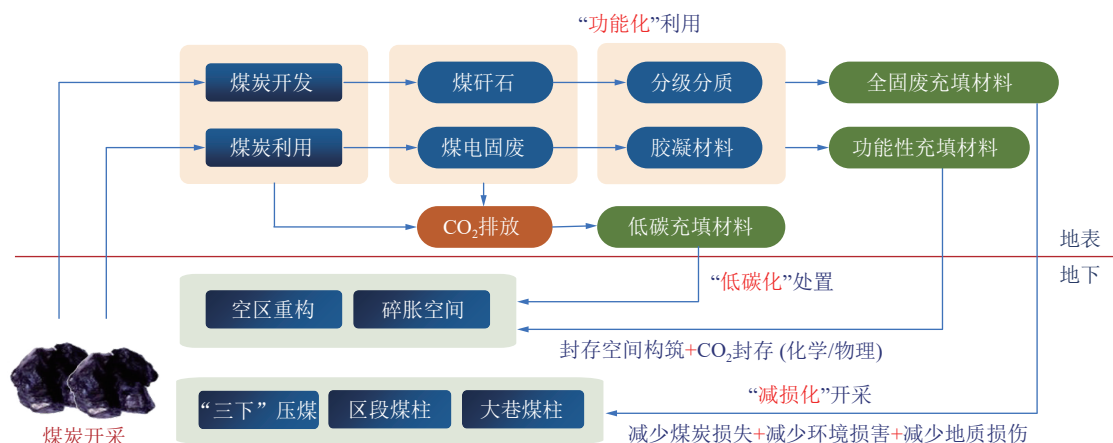 “功能化”利用
煤炭开发
煤矸石
分级分质
全固废充填材料
煤炭利用
煤电固废
胶凝材料
功能性充填材料
CO₂排放
低碳充填材料
地表
地下
“低碳化”处置
空区重构
碎胀空间
封存空间构筑+CO₂封存 (化学/物理)
“减损化”开采
“三下”压煤
区段煤柱
大巷煤柱
减少煤炭损失+减少环境损害+减少地质损伤
煤炭开采